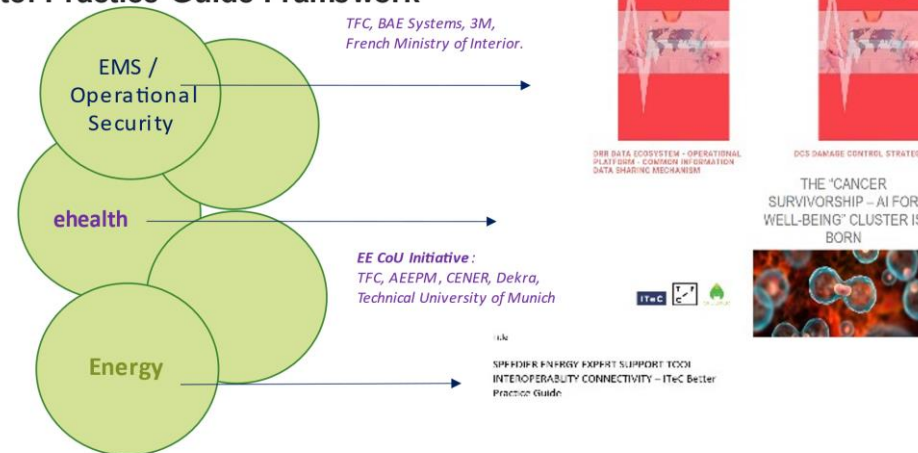 Practice Guide Framework
TFC, BAE Systems, 3M,
French Ministry of Interior.
EMS /
Operational
Security
DRR DATA ECOSYSTEM - OPERATIONAL
PLATFORM - COMMON INFORMATION
DATA SHARING MECHANISM
DCS DAMAGE CONTROL
THE "CANCER
SURVIVORSHIP – AI FOR
WELL-BEING" CLUSTER IS
BORN
ehealth
EE CoU Initiative:
TFC, AEEPM, CENER, Dekra,
Technical University of Munich
ITeC
Energy
SPEEDIER ENERGY EXPERT SUPPORT TOOL
INTEROPERABLITY CONNECTIVITY – ITeC Better
Practice Guide